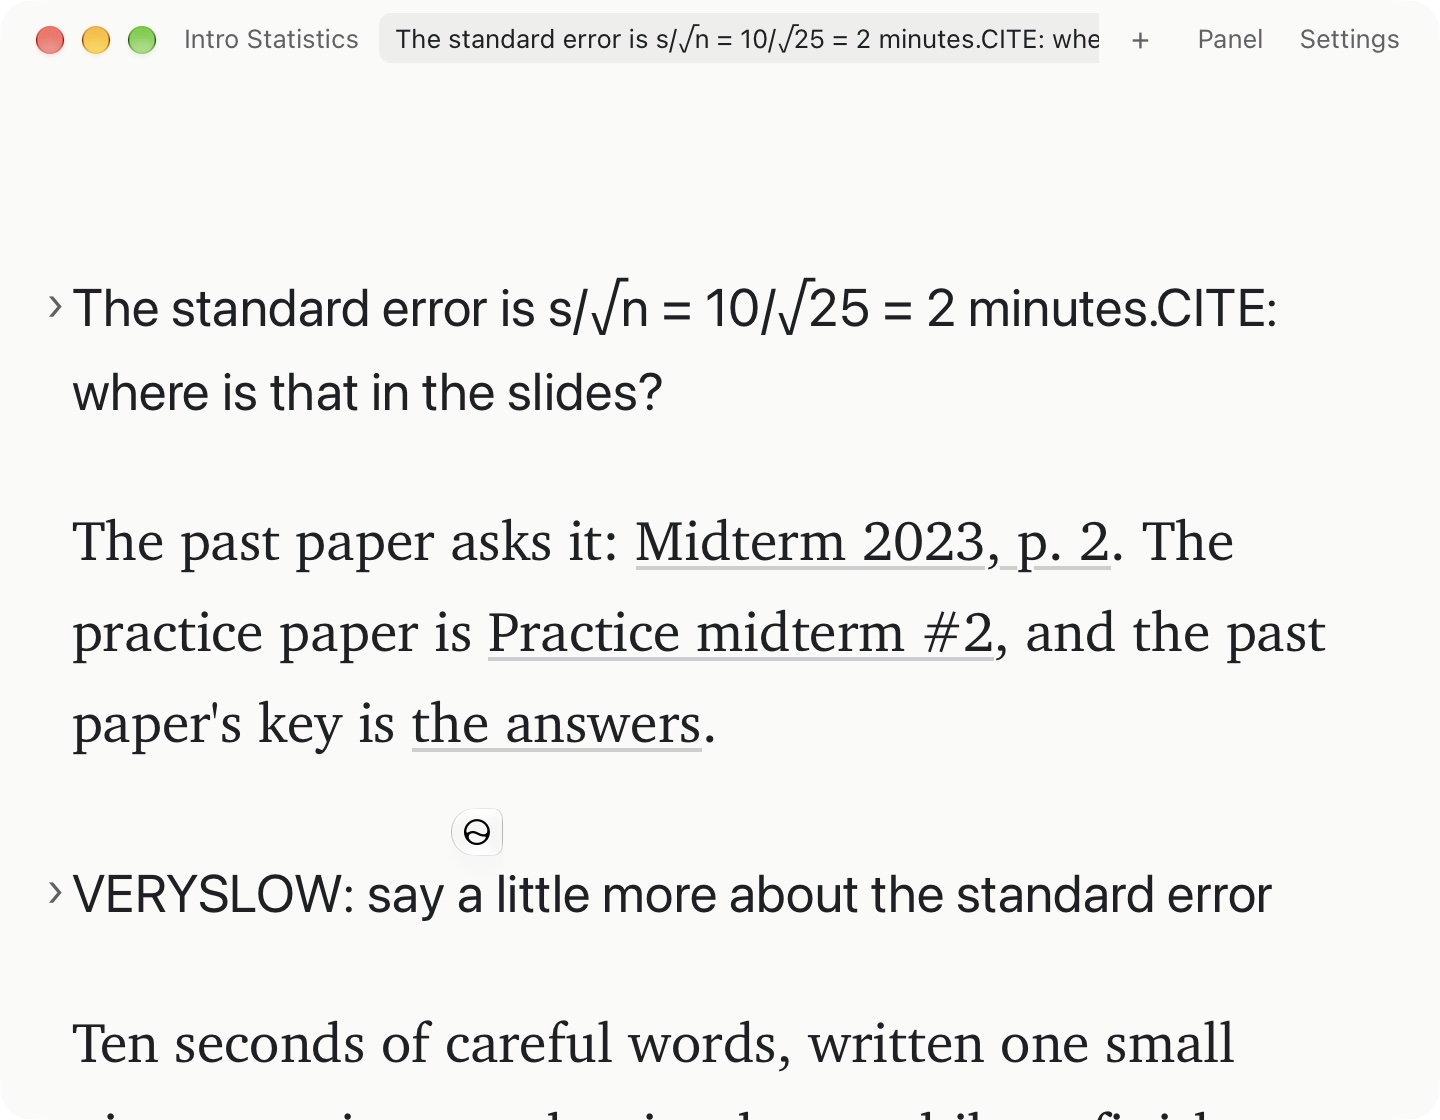 Intro Statistics
The standard error is s/√n = 10/√25 = 2 minutes.CITE: whe
+
Panel
Settings
› The standard error is s/√n = 10/√25 = 2 minutes.CITE:
where is that in the slides?
The past paper asks it: Midterm 2023, p. 2. The
practice paper is Practice midterm #2, and the past
paper's key is the answers.
› VERYSLOW: say a little more about the standard error
Ten seconds of careful words, written one small